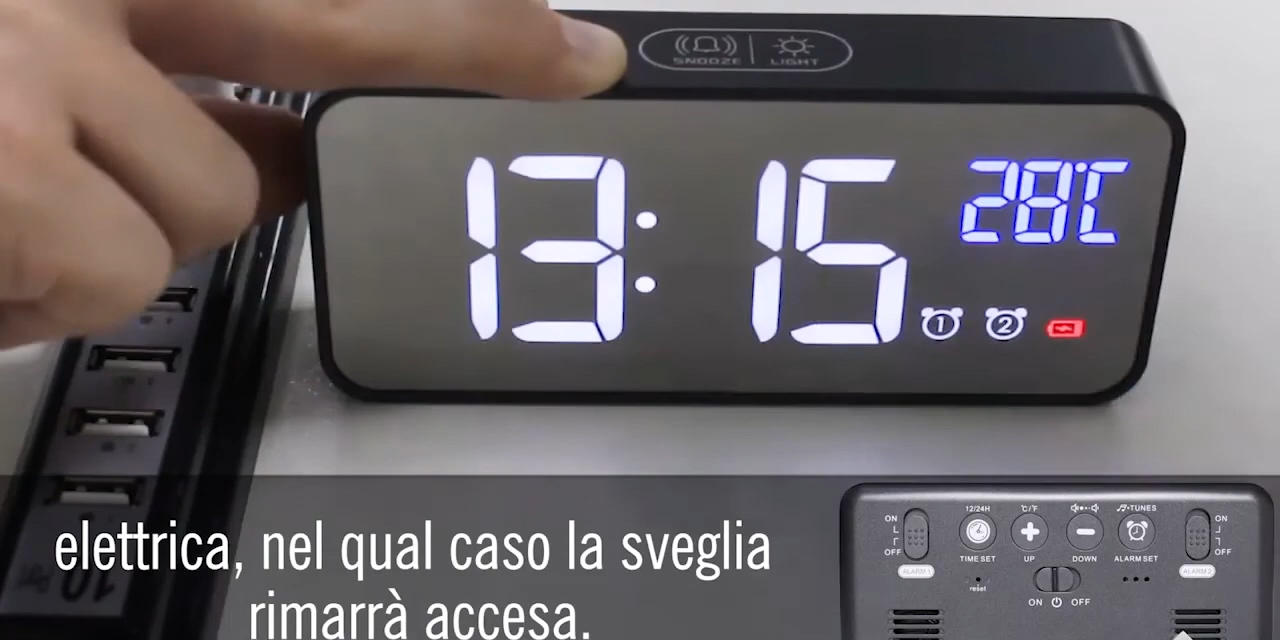 SNOOZE LIGHT
13:15
28°C
1 2
elettrica, nel qual caso la sveglia
rimarrà accesa.
12/24H °C/°F TUNES
ON ON
OFF OFF
TIME SET UP DOWN ALARM SET
ALARM 1 ALARM 2
reset
ON OFF
10